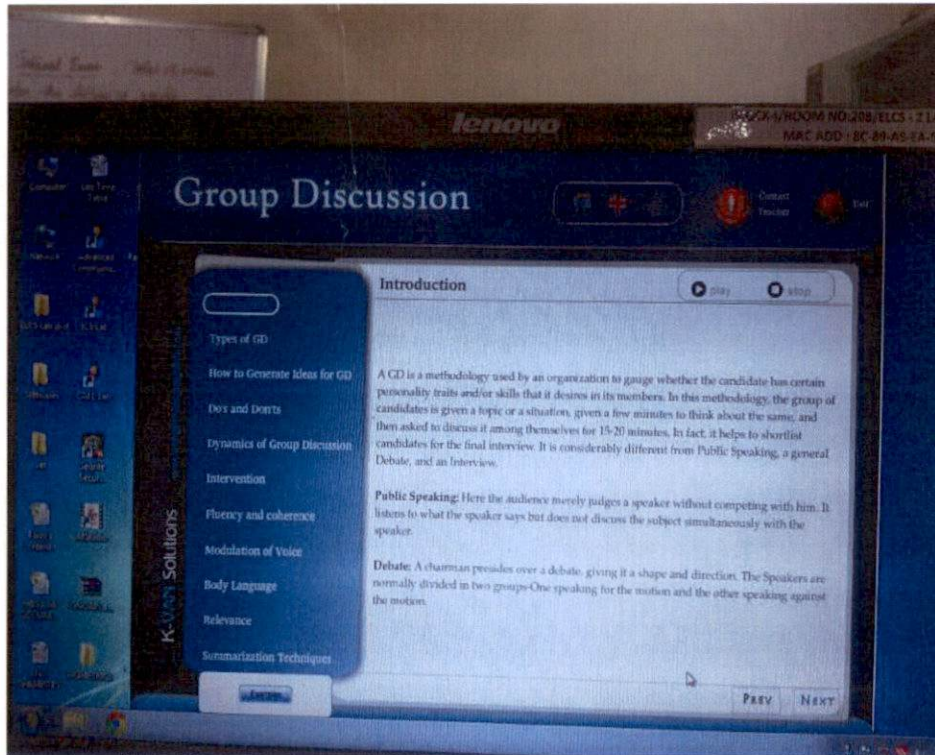 lenovo
ROOM NO:208/ELCS - 21
MAC ADD :
Group Discussion
Contact
Teacher
Exit
Computer
Network
Introduction
play
stop
Types of GD
How to Generate Ideas for GD
Do's and Don'ts
Dynamics of Group Discussion
Intervention
Fluency and coherence
Modulation of Voice
Body Language
Relevance
Summarization Techniques
A GD is a methodology used by an organization to gauge whether the candidate has certain
personality traits and/or skills that it desires in its members. In this methodology, the group of
candidates is given a topic or a situation, given a few minutes to think about the same, and
then asked to discuss it among themselves for 15-20 minutes. In fact, it helps to shortlist
candidates for the final interview. It is considerably different from Public Speaking, a general
Debate, and an Interview.
Public Speaking: Here the audience merely judges a speaker without competing with him. It
listens to what the speaker says but does not discuss the subject simultaneously with the
speaker.
Debate: A chairman presides over a debate, giving it a shape and direction. The Speakers are
normally divided in two groups-One speaking for the motion and the other speaking against
the motion.
K-VAN Solutions
PREV
NEXT